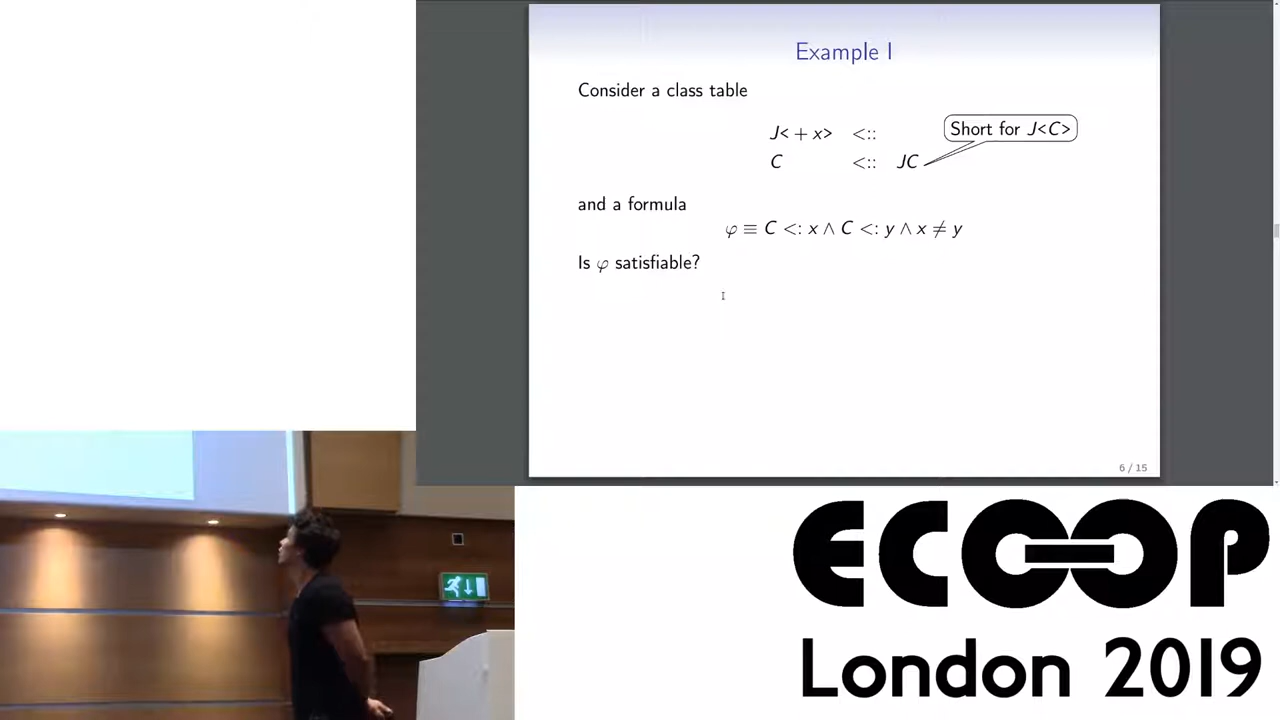 Example I
Consider a class table
J< + x> <::
Short for J<C>
C <:: JC
and a formula
φ ≡ C <: x ∧ C <: y ∧ x ≠ y
Is φ satisfiable?
6 / 15
ECOOP
London 2019